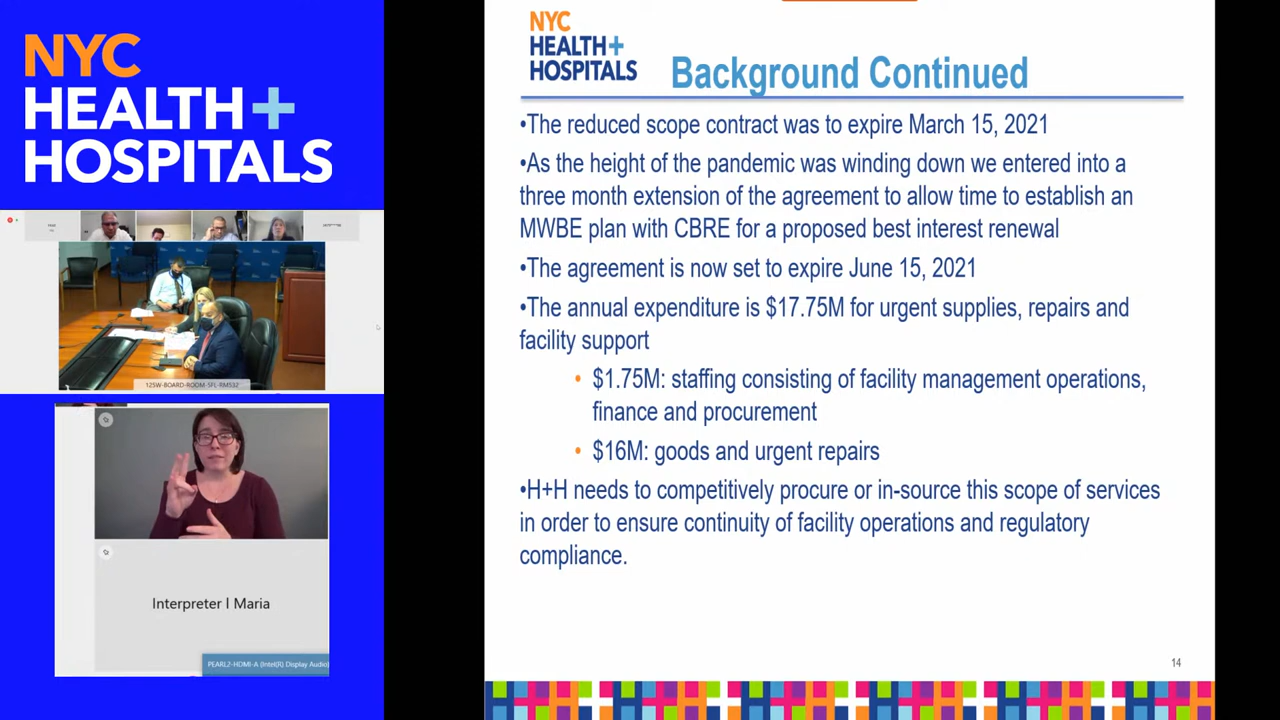 NYC
HEALTH+
HOSPITALS
125W-BOARD-ROOM-5FL-RM532
Interpreter I Maria
PEARL2-HDMI-A (Intel(R) Display Audio)
NYC
HEALTH+
HOSPITALS
Background Continued
•The reduced scope contract was to expire March 15, 2021
•As the height of the pandemic was winding down we entered into a
three month extension of the agreement to allow time to establish an
MWBE plan with CBRE for a proposed best interest renewal
•The agreement is now set to expire June 15, 2021
•The annual expenditure is $17.75M for urgent supplies, repairs and
facility support
• $1.75M: staffing consisting of facility management operations,
finance and procurement
• $16M: goods and urgent repairs
•H+H needs to competitively procure or in-source this scope of services
in order to ensure continuity of facility operations and regulatory
compliance.
14